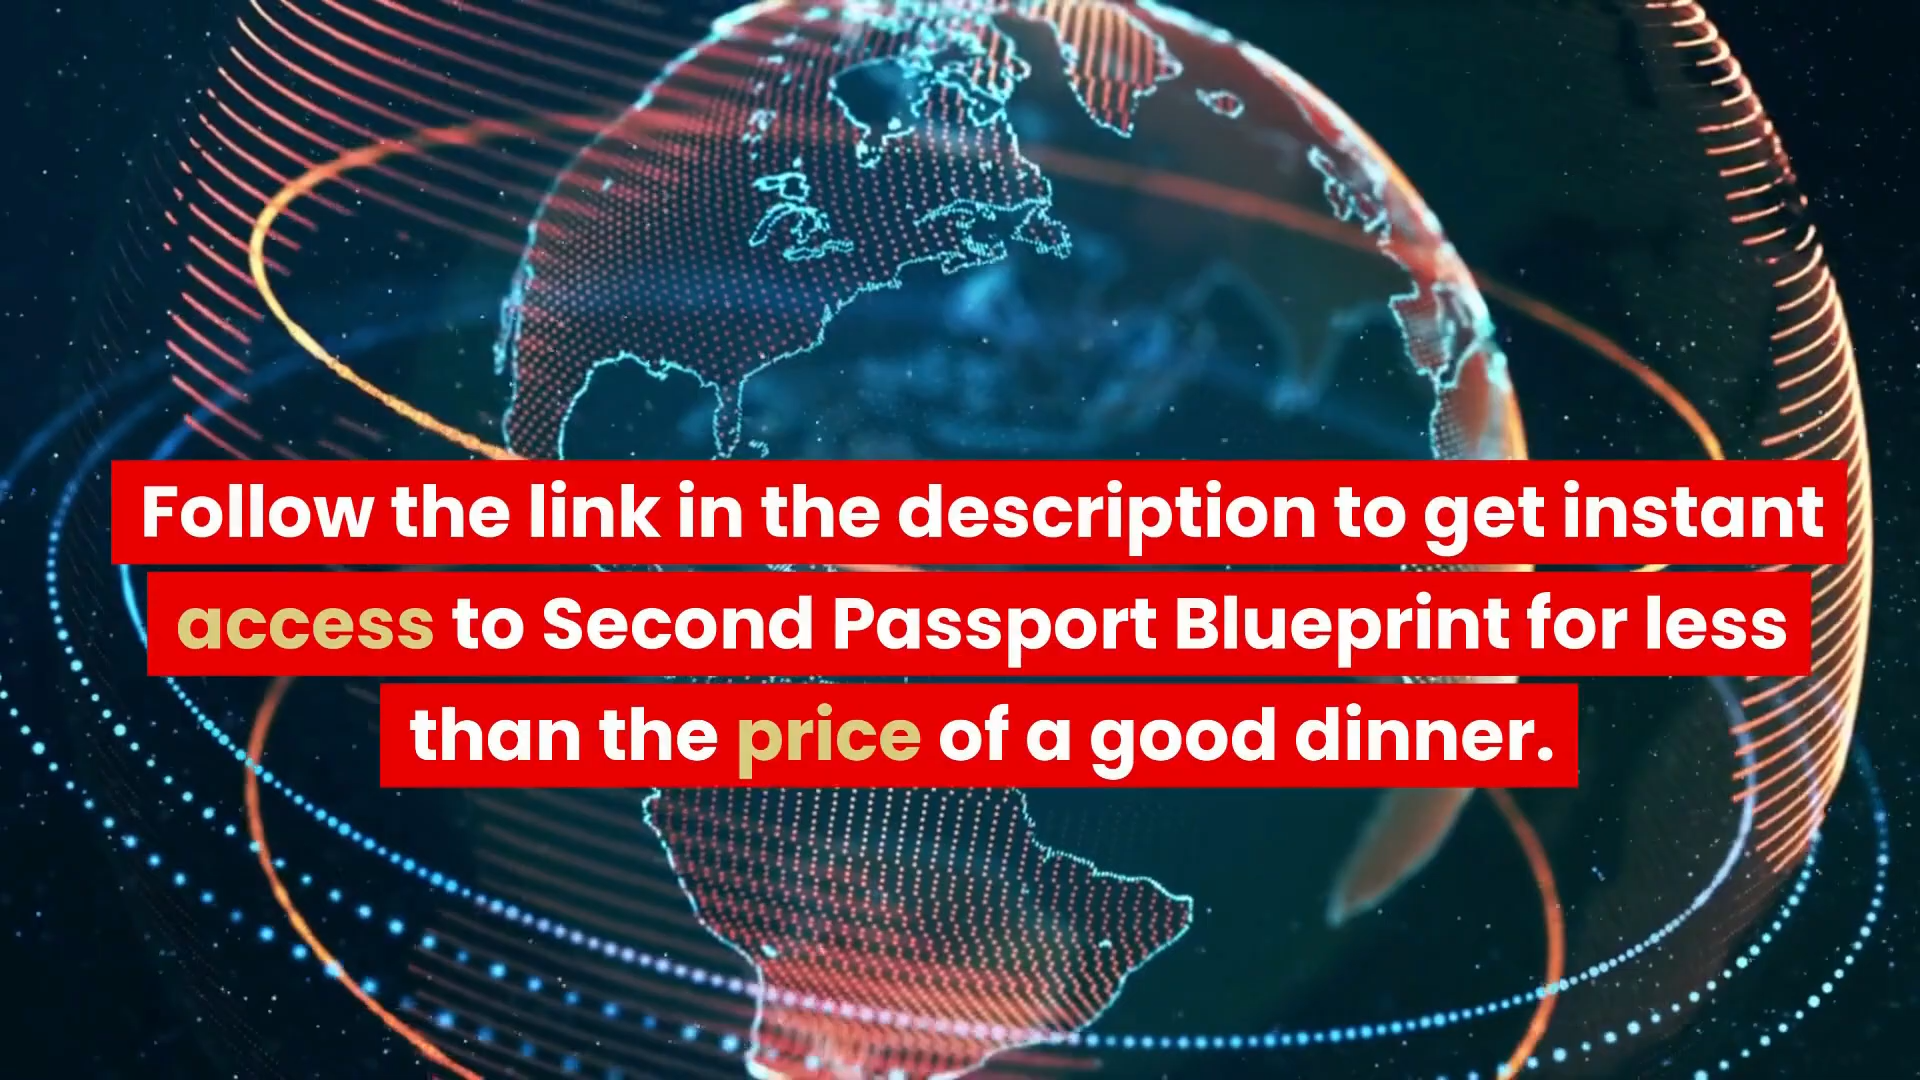 Follow the link in the description to get instant
access to Second Passport Blueprint for less
than the price of a good dinner.